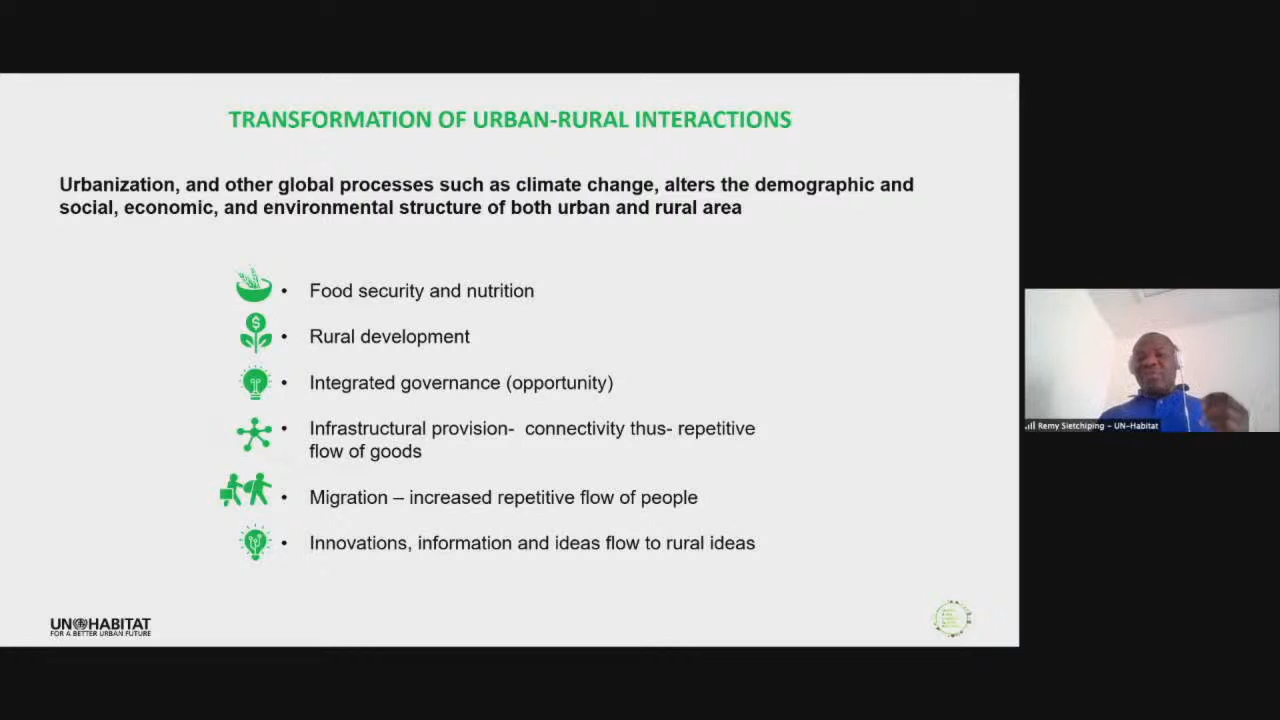 TRANSFORMATION OF URBAN-RURAL INTERACTIONS
Urbanization, and other global processes such as climate change, alters the demographic and
social, economic, and environmental structure of both urban and rural area
• Food security and nutrition
• Rural development
• Integrated governance (opportunity)
• Infrastructural provision- connectivity thus- repetitive
flow of goods
• Migration – increased repetitive flow of people
• Innovations, information and ideas flow to rural ideas
UN HABITAT
FOR A BETTER URBAN FUTURE
Remy Sietchiping - UN-Habitat